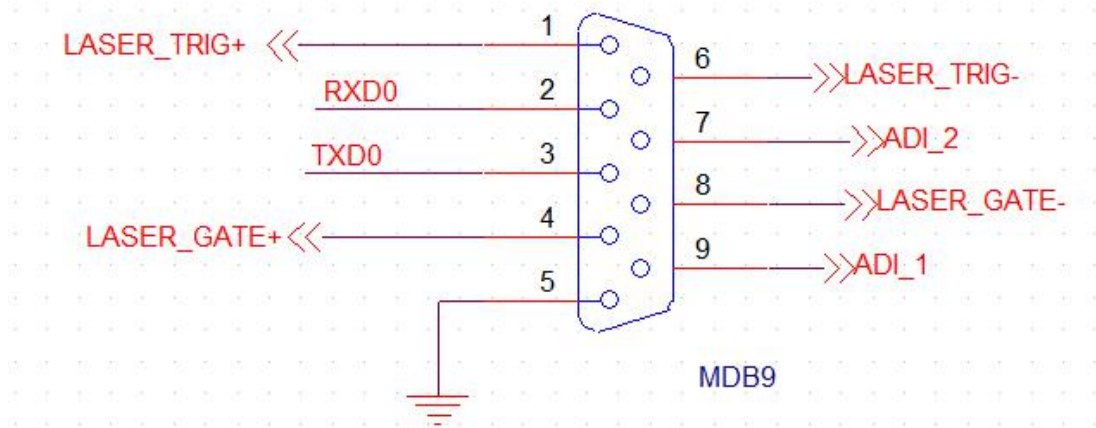 LASER_TRIG+
1
6
LASER_TRIG-
RXD0
2
7
ADI_2
TXD0
3
8
LASER_GATE-
LASER_GATE+
4
9
ADI_1
5
MDB9